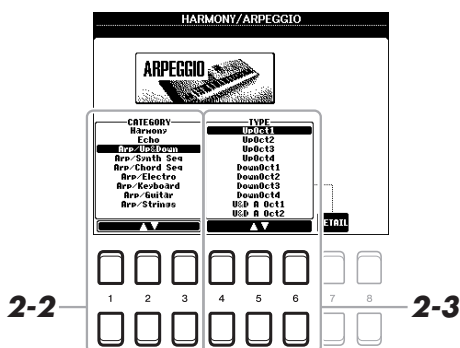 HARMONY/ARPEGGIO
ARPEGGIO
CATEGORY
Harmony
Echo
Arp/Up&Down
Arp/Synth Seq
Arp/Chord Seq
Arp/Electro
Arp/Keyboard
Arp/Guitar
Arp/Strings
TYPE
UpOct1
UpOct2
UpOct3
UpOct4
DownOct1
DownOct2
DownOct3
DownOct4
U&D A Oct1
U&D A Oct2
ETAIL
1 2 3 4 5 6 7 8
2-2
2-3